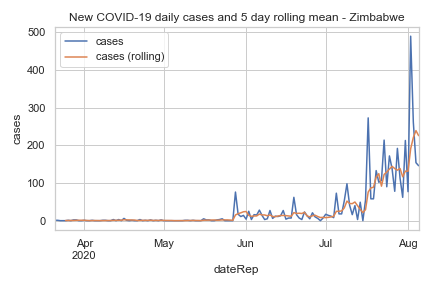 New COVID-19 daily cases and 5 day rolling mean - Zimbabwe
cases
cases (rolling)
500
400
300
200
100
0
cases
Apr
2020
May
Jun
Jul
Aug
dateRep